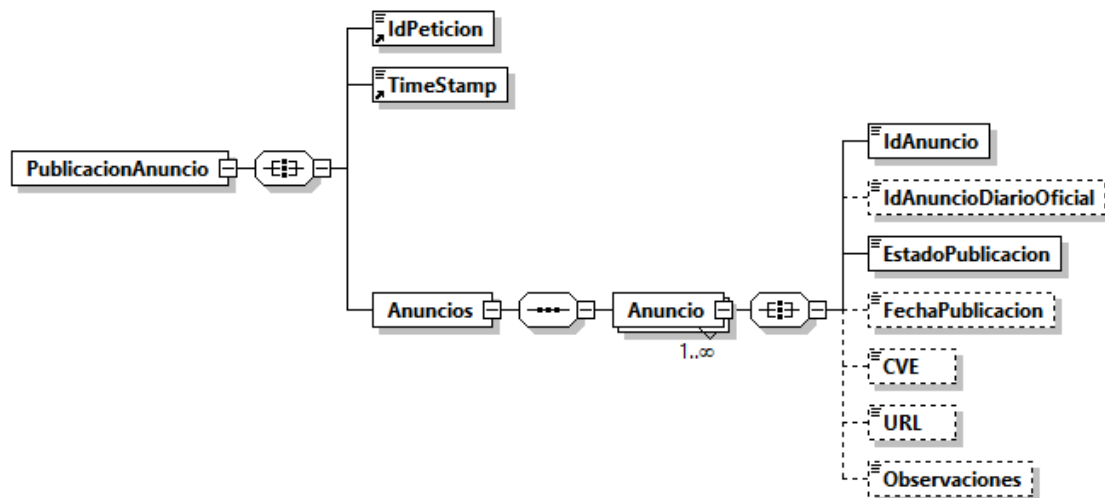 IdPeticion
TimeStamp
PublicacionAnuncio
IdAnuncio
IdAnuncioDiarioOficial
EstadoPublicacion
Anuncios
Anuncio
1..∞
FechaPublicacion
CVE
URL
Observaciones